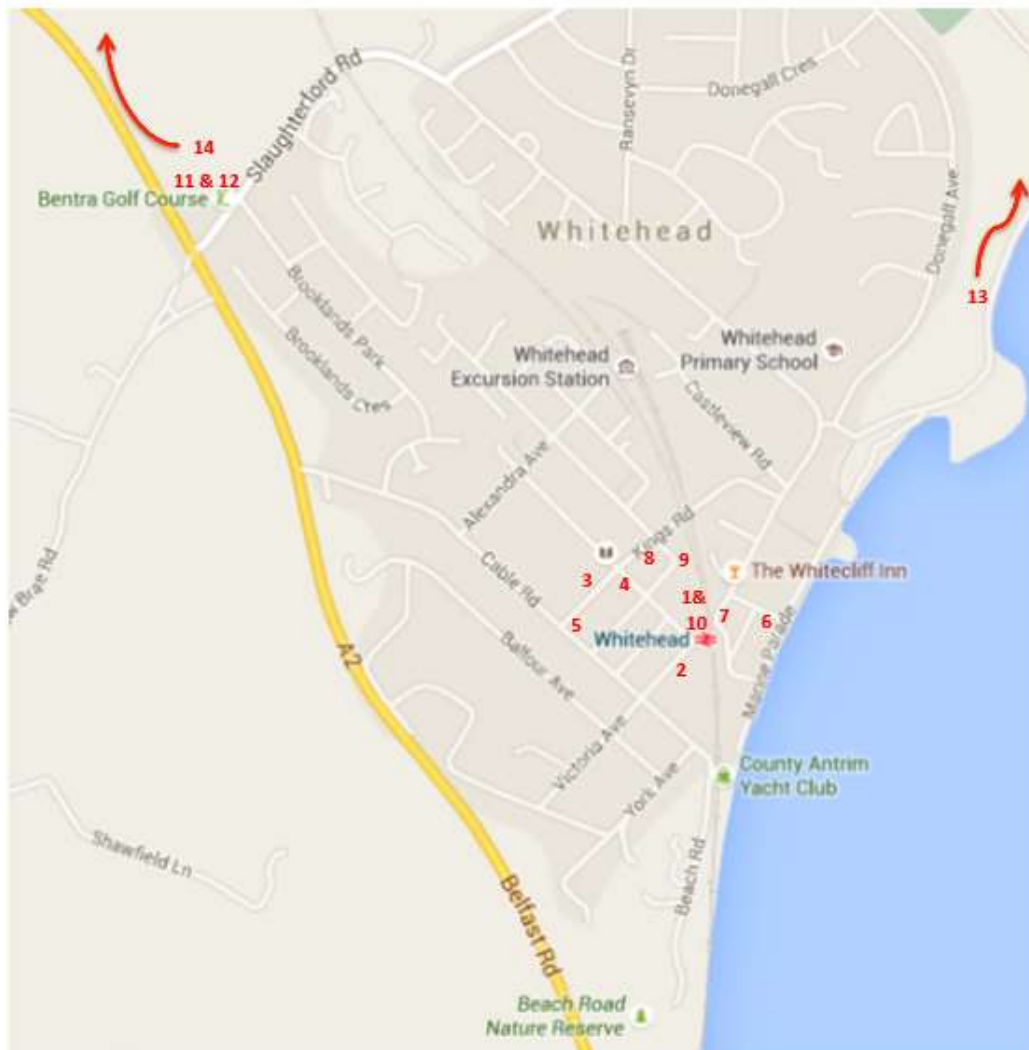 Slaughterford Rd
14
11 & 12
Bentra Golf Course
Ransevyn Dr
Donegall Cres
Whitehead
Donegall Ave
13
Brocklands Park
Brocklands Cres
Whitehead
Excursion Station
Whitehead
Primary School
Castleview Rd
Alexandra Ave
Kings Rd
Cable Rd
3
4
8
9
The Whitecliff Inn
1&
10
5
7
6
Whitehead
2
Marine Parade
w Brae Rd
A2
Balfour Ave
Victoria Ave
York Ave
County Antrim
Yacht Club
Shawfield Ln
Beach Rd
Belfast Rd
Beach Road
Nature Reserve